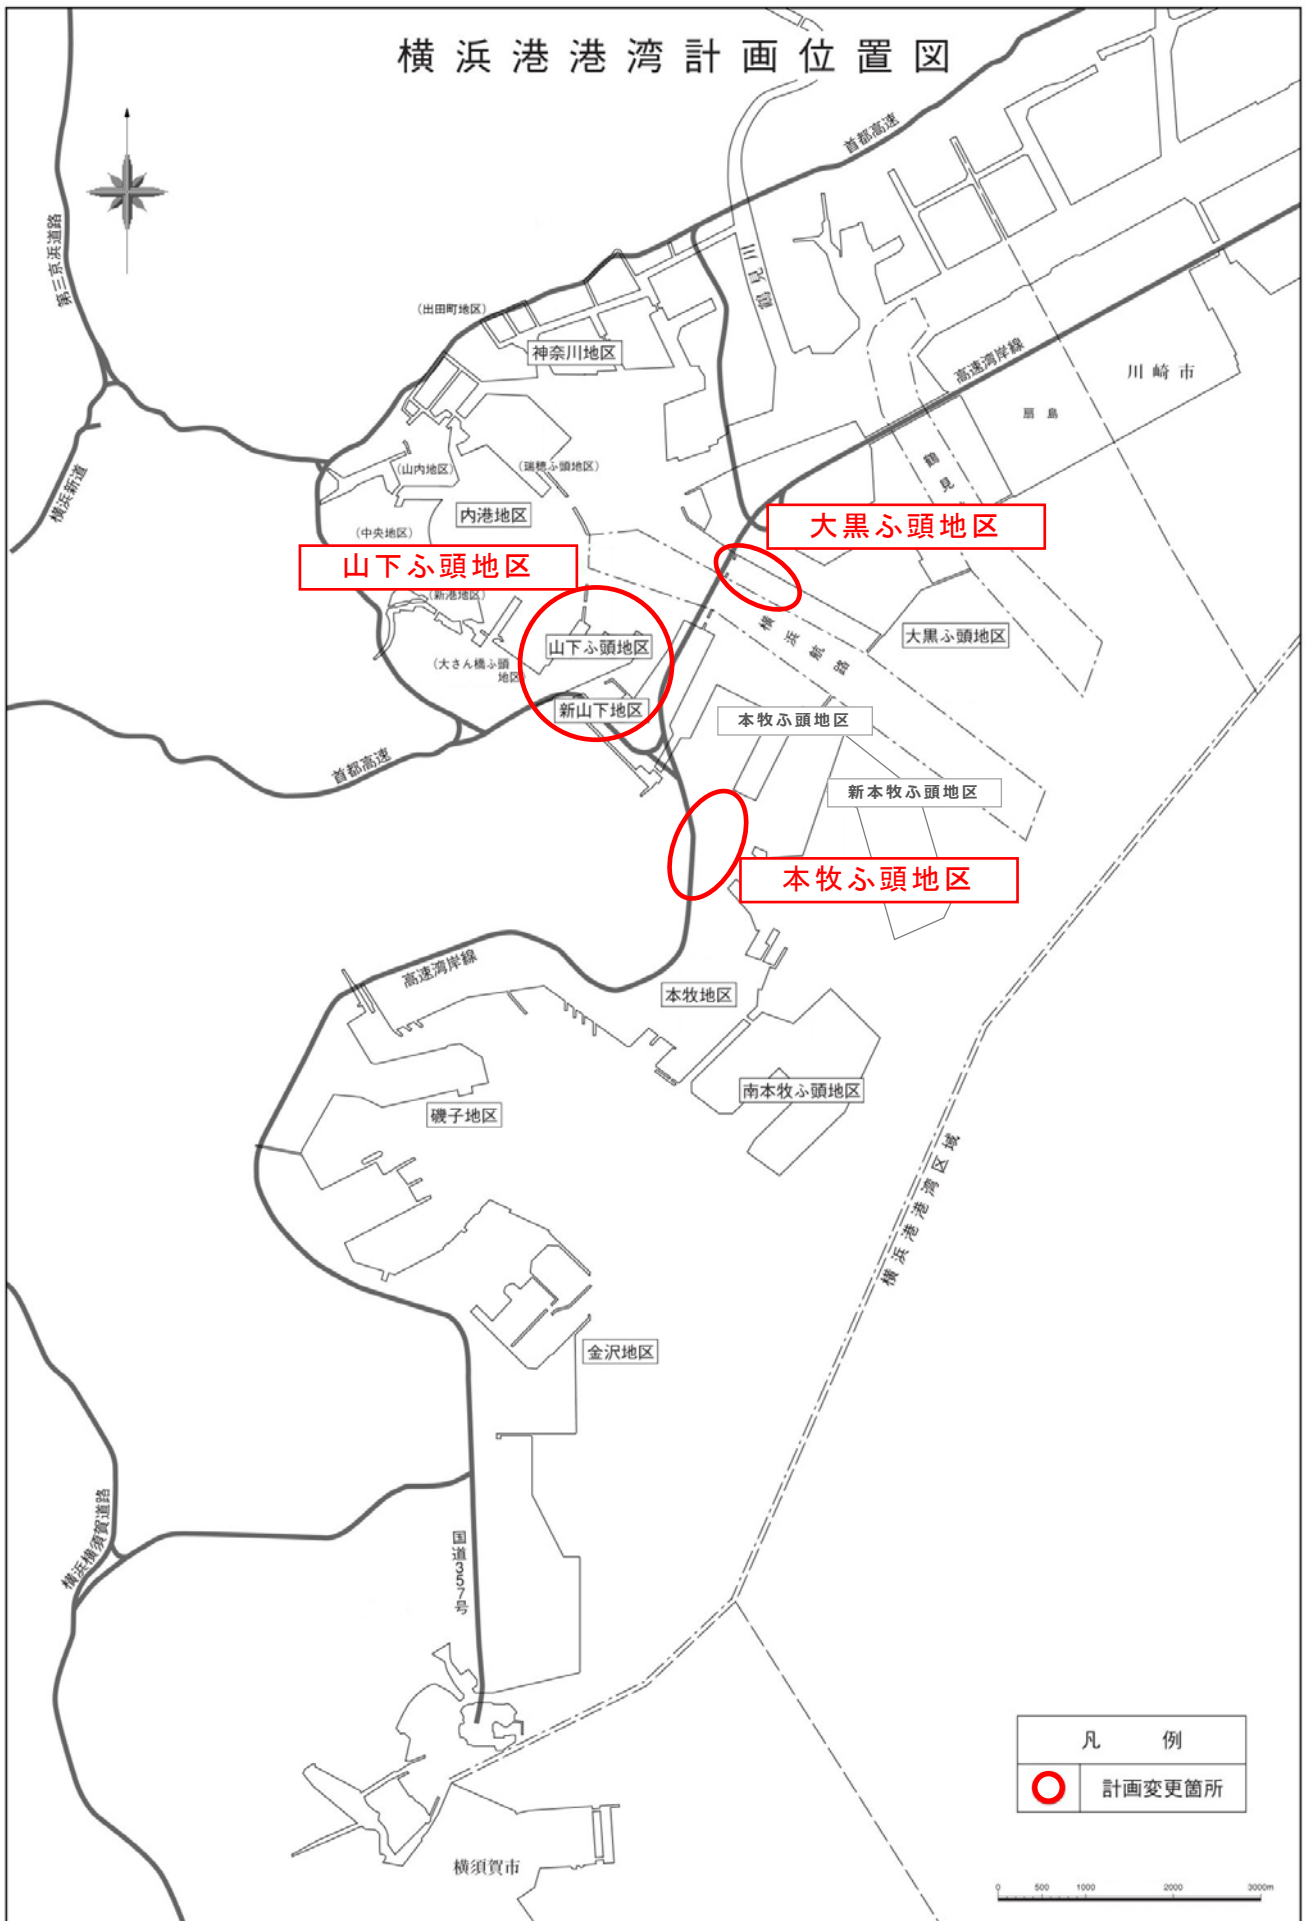 横浜港港湾計画位置図
首都高速
第三京浜道路
鶴見川
(出田町地区)
神奈川地区
高速湾岸線
川崎市
扇島
横浜新道
(山内地区)
(瑞穂ふ頭地区)
鶴見
内港地区
(中央地区)
大黒ふ頭地区
山下ふ頭地区
(新港地区)
横浜航路
大黒ふ頭地区
山下ふ頭地区
(大さん橋ふ頭
地区)
新山下地区
本牧ふ頭地区
首都高速
新本牧ふ頭地区
本牧ふ頭地区
高速湾岸線
本牧地区
南本牧ふ頭地区
磯子地区
横浜港港湾区域
金沢地区
横浜横須賀道路
国道357号
凡例
計画変更箇所
横須賀市
0 500 1000 2000 3000m